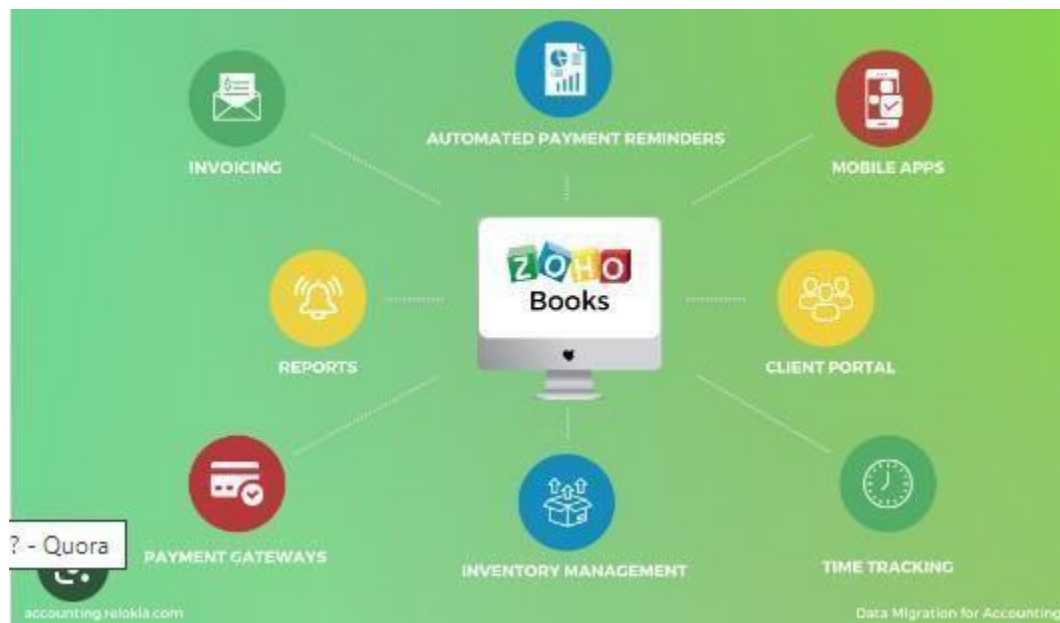 AUTOMATED PAYMENT REMINDERS
INVOICING
MOBILE APPS
ZOHO
Books
REPORTS
CLIENT PORTAL
? - Quora
PAYMENT GATEWAYS
INVENTORY MANAGEMENT
TIME TRACKING
accounting.relokia.com
Data Migration for Accounting